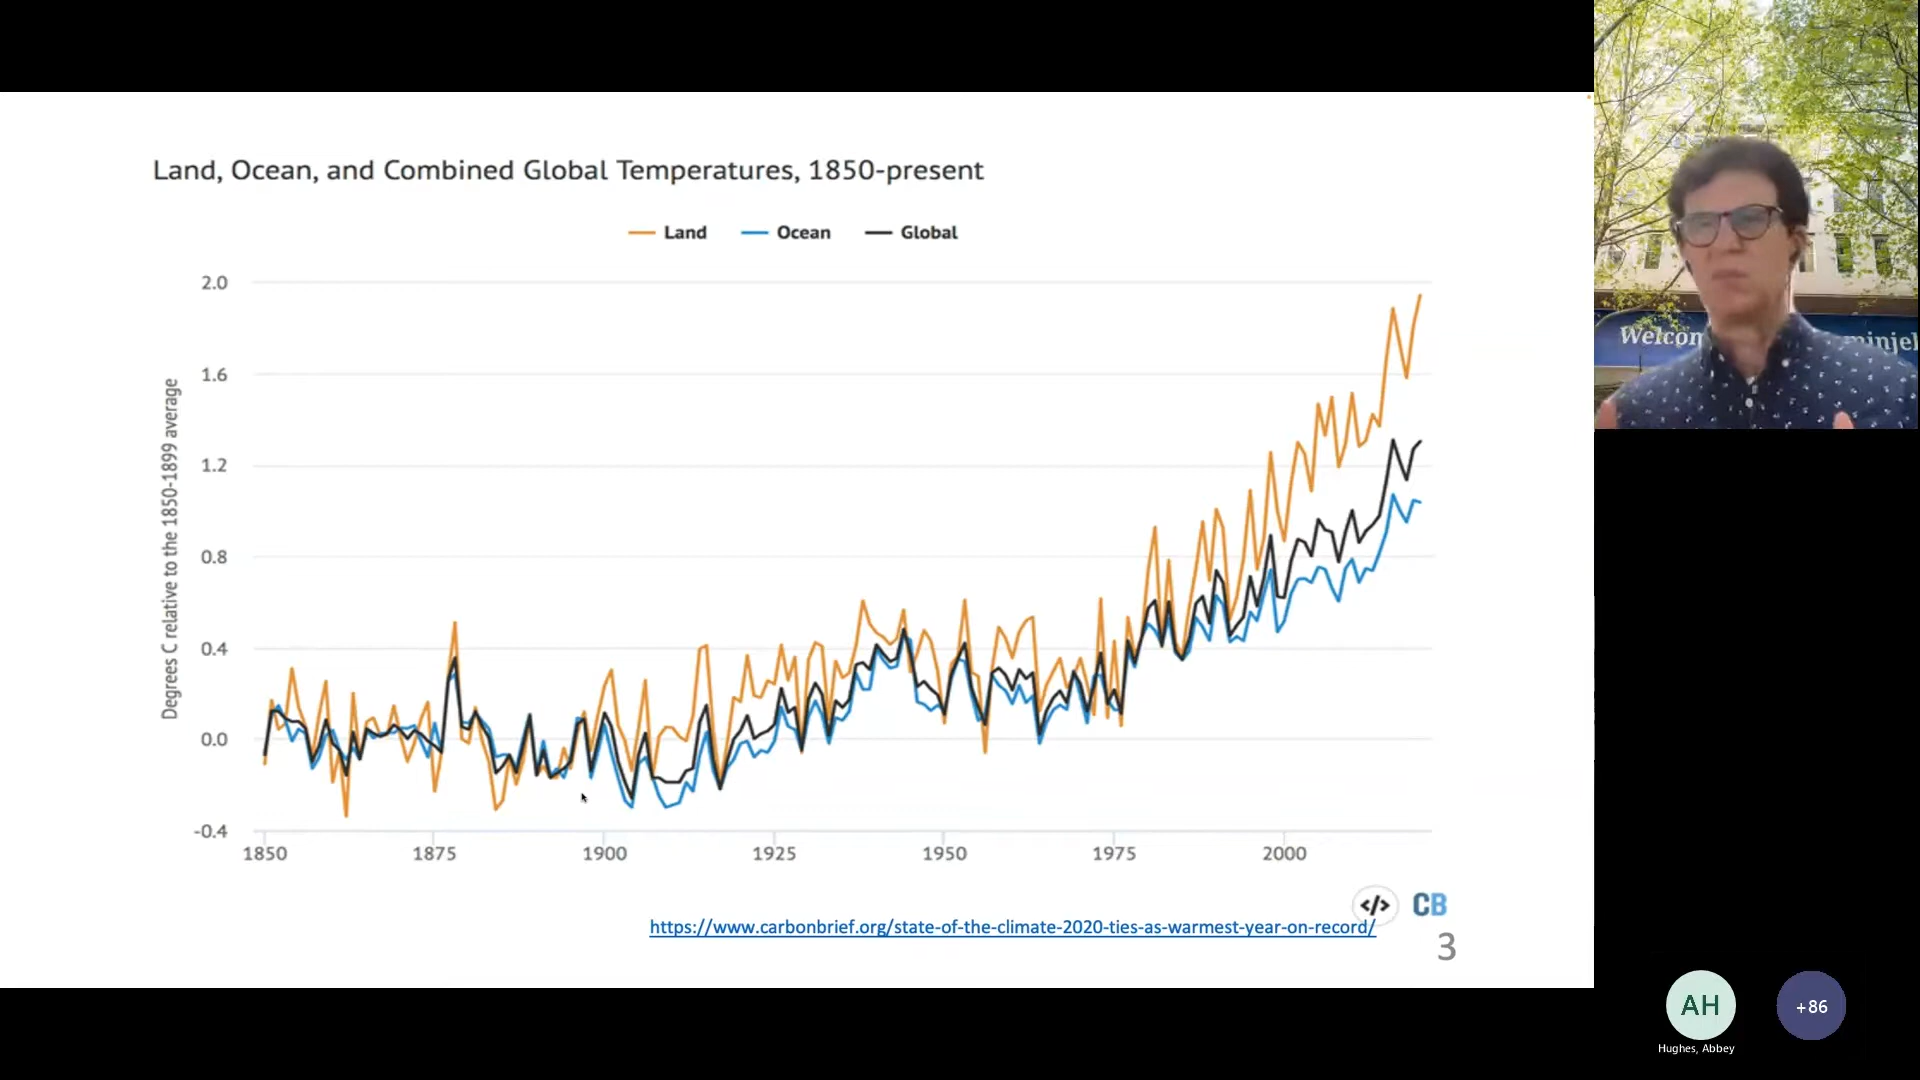 Land, Ocean, and Combined Global Temperatures, 1850-present
Land Ocean Global
Degrees C relative to the 1850-1899 average
2.0
1.6
1.2
0.8
0.4
0.0
-0.4
1850 1875 1900 1925 1950 1975 2000
</> CB
https://www.carbonbrief.org/state-of-the-climate-2020-ties-as-warmest-year-on-record/
3
AH
Hughes, Abbey
+86